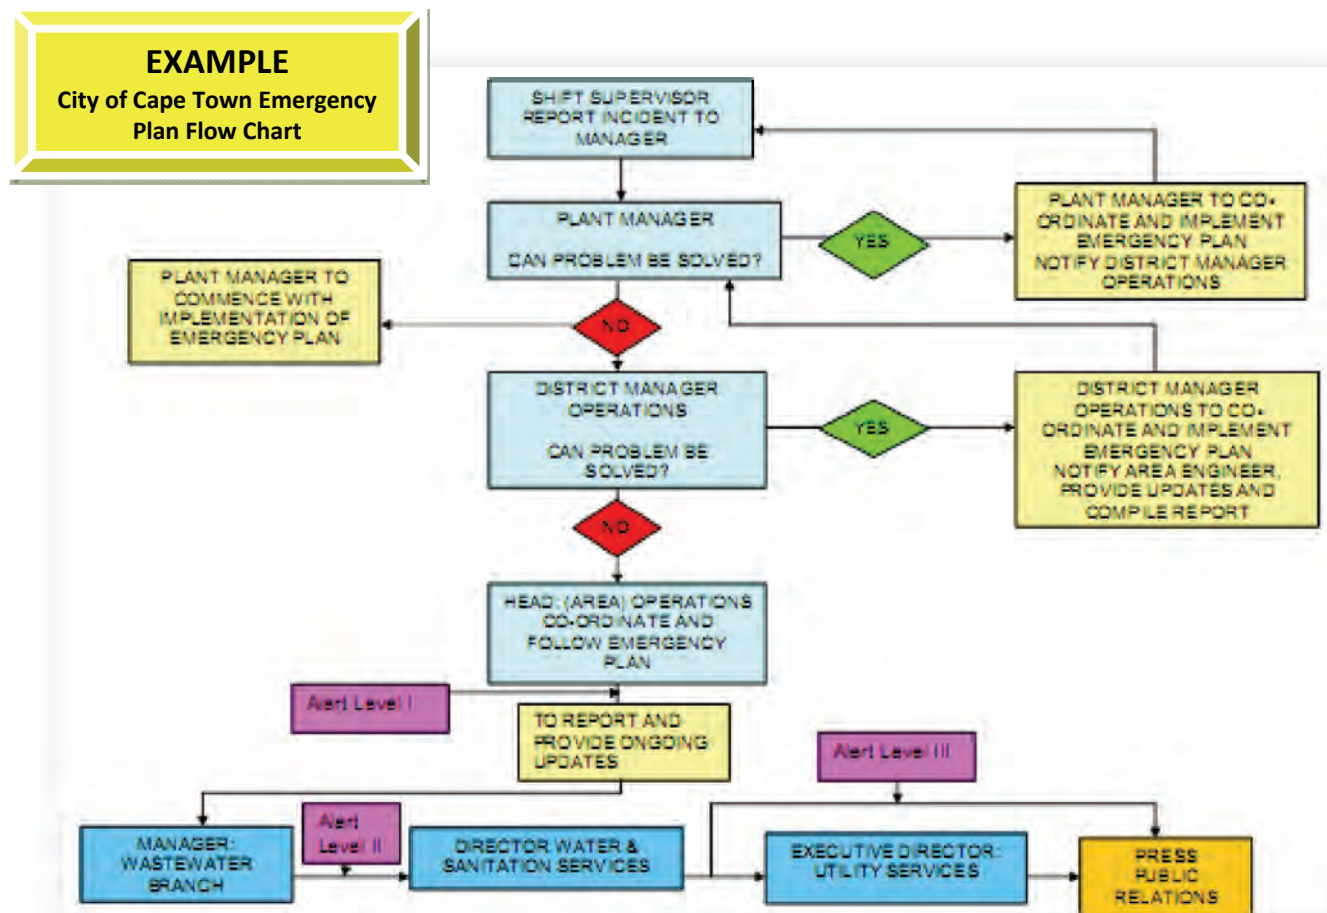 EXAMPLE
City of Cape Town Emergency
Plan Flow Chart
SHIFT SUPERVISOR
REPORT INCIDENT TO
MANAGER
PLANT MANAGER
CAN PROBLEM BE SOLVED?
YES
PLANT MANAGER TO CO-
ORDINATE AND IMPLEMENT
EMERGENCY PLAN
NOTIFY DISTRICT MANAGER
OPERATIONS
PLANT MANAGER TO
COMMENCE WITH
IMPLEMENTATION OF
EMERGENCY PLAN
NO
DISTRICT MANAGER
OPERATIONS
CAN PROBLEM BE
SOLVED?
YES
DISTRICT MANAGER
OPERATIONS TO CO-
ORDINATE AND IMPLEMENT
EMERGENCY PLAN
NOTIFY AREA ENGINEER,
PROVIDE UPDATES AND
COMPILE REPORT
NO
HEAD: (AREA) OPERATIONS
CO-ORDINATE AND
FOLLOW EMERGENCY
PLAN
Alert Level I
TO REPORT AND
PROVIDE ONGOING
UPDATES
Alert Level III
MANAGER:
WASTEWATER
BRANCH
Alert
Level II
DIRECTOR WATER &
SANITATION SERVICES
EXECUTIVE DIRECTOR:
UTILITY SERVICES
PRESS
PUBLIC
RELATIONS